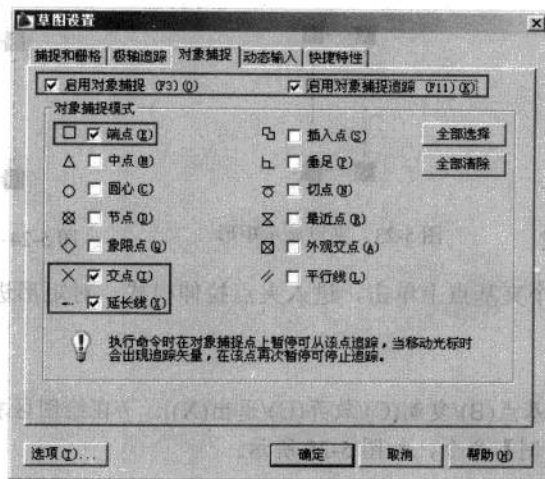 草图设置
捕捉和栅格 极轴追踪 对象捕捉 动态输入 快捷特性
启用对象捕捉 (F3)(O) 启用对象捕捉追踪 (F11)(K)
对象捕捉模式
端点(E) 插入点(S) 全部选择
中点(M) 垂足(P) 全部清除
圆心(C) 切点(N)
节点(D) 最近点(R)
象限点(Q) 外观交点(A)
交点(I) 平行线(L)
延长线(X)
执行命令时在对象捕捉点上暂停可从该点追踪，当移动光标时
会出现追踪矢量，在该点再次暂停可停止追踪。
选项(T)... 确定 取消 帮助(H)